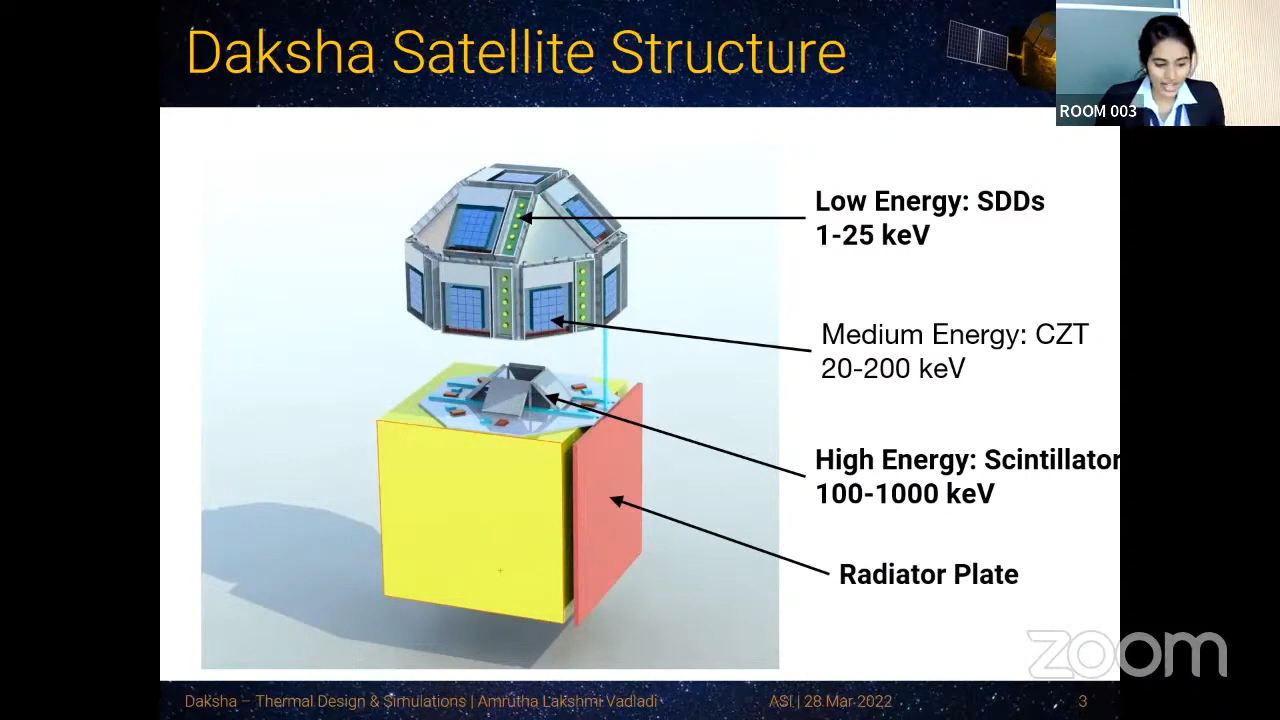 Daksha Satellite Structure
ROOM 003
Low Energy: SDDs
1-25 keV
Medium Energy: CZT
20-200 keV
High Energy: Scintillator
100-1000 keV
Radiator Plate
zoom
Daksha – Thermal Design & Simulations | Amrutha Lakshmi Vadladi
ASI | 28 Mar 2022
3